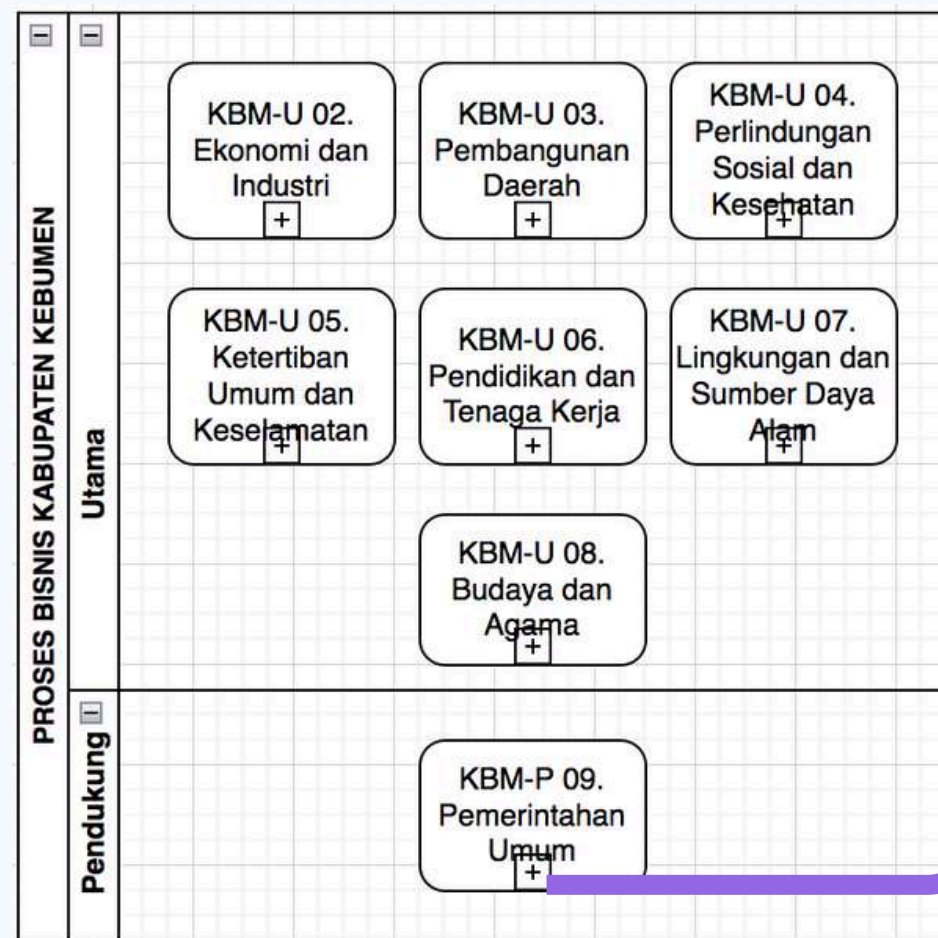 PROSES BISNIS KABUPATEN KEBUMEN
Utama
KBM-U 02.
Ekonomi dan
Industri
KBM-U 03.
Pembangunan
Daerah
KBM-U 04.
Perlindungan
Sosial dan
Kesehatan
KBM-U 05.
Ketertiban
Umum dan
Keselamatan
KBM-U 06.
Pendidikan dan
Tenaga Kerja
KBM-U 07.
Lingkungan dan
Sumber Daya
Alam
KBM-U 08.
Budaya dan
Agama
Pendukung
KBM-P 09.
Pemerintahan
Umum